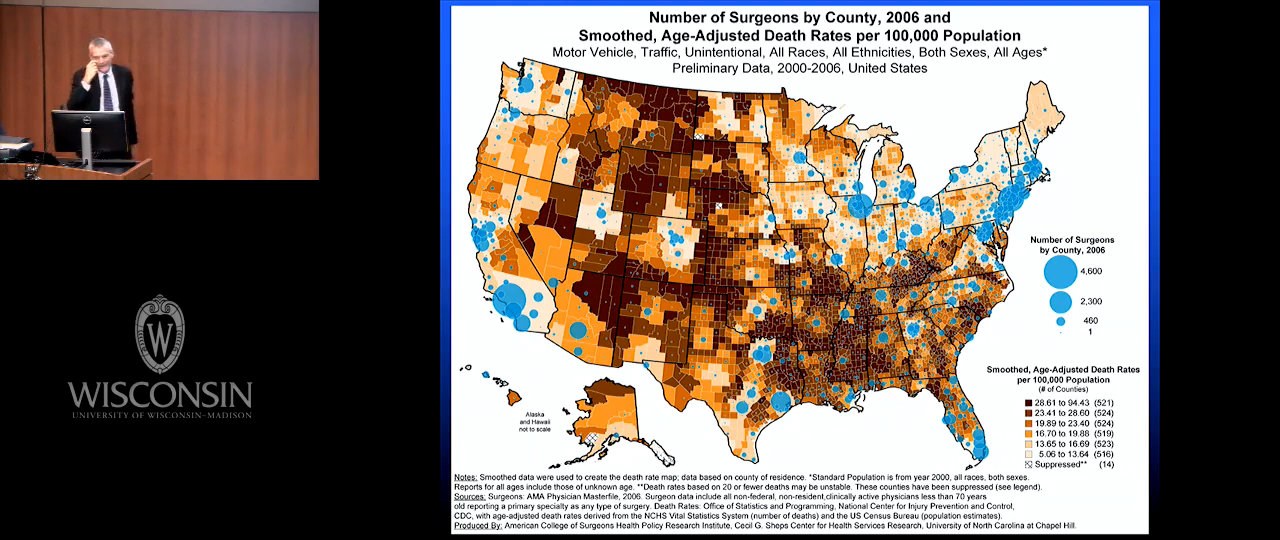 Number of Surgeons by County, 2006 and
Smoothed, Age-Adjusted Death Rates per 100,000 Population
Motor Vehicle, Traffic, Unintentional, All Races, All Ethnicities, Both Sexes, All Ages*
Preliminary Data, 2000-2006, United States
Number of Surgeons
by County, 2006
4,600
2,300
460
1
Smoothed, Age-Adjusted Death Rates
per 100,000 Population
(# of Counties)
28.61 to 94.43 (521)
23.41 to 28.60 (524)
19.89 to 23.40 (524)
16.70 to 19.88 (519)
13.65 to 16.69 (523)
5.06 to 13.64 (516)
Suppressed** (14)
Alaska
and Hawaii
not to scale
Notes: Smoothed data were used to create the death rate map; data based on county of residence. *Standard Population is from year 2000, all races, both sexes.
Reports for all ages include those of unknown age. **Death rates based on 20 or fewer deaths may be unstable. These counties have been suppressed (see legend).
Sources: Surgeons: AMA Physician Masterfile, 2006. Surgeon data include all non-federal, non-resident,clinically active physicians less than 70 years
old reporting a primary specialty as any type of surgery. Death Rates: Office of Statistics and Programming, National Center for Injury Prevention and Control,
CDC, with age-adjusted death rates derived from the NCHS Vital Statistics System (number of deaths) and the US Census Bureau (population estimates).
Produced By: American College of Surgeons Health Policy Research Institute, Cecil G. Sheps Center for Health Services Research, University of North Carolina at Chapel Hill.
W
WISCONSIN
UNIVERSITY OF WISCONSIN–MADISON